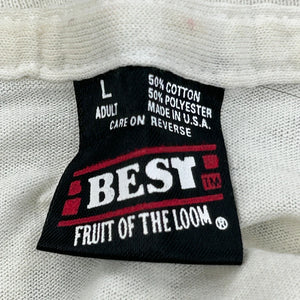 L
ADULT
50% COTTON
50% POLYESTER
MADE IN U.S.A.
CARE ON REVERSE
BEST TM
FRUIT OF THE LOOM ®